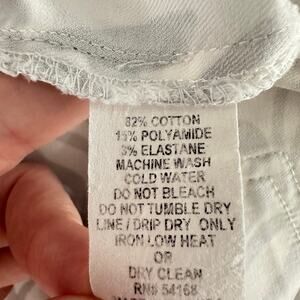 82% COTTON
15% POLYAMIDE
3% ELASTANE
MACHINE WASH
COLD WATER
DO NOT BLEACH
DO NOT TUMBLE DRY
LINE / DRIP DRY ONLY
IRON LOW HEAT
OR
DRY CLEAN
RN# 54168